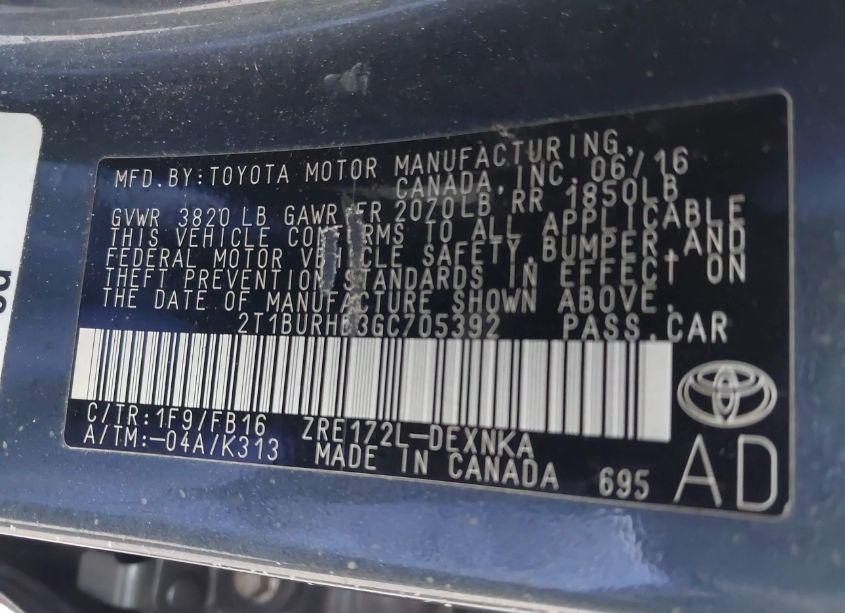 MFD.BY:TOYOTA MOTOR MANUFACTURING,
CANADA, INC. 06/16
GVWR 3820 LB GAWR FR 2070LB RR 1850LB
THIS VEHICLE CONFORMS TO ALL APPLICABLE
FEDERAL MOTOR VEHICLE SAFETY,BUMPER,AND
THEFT PREVENTION STANDARDS IN EFFECT ON
THE DATE OF MANUFACTURE SHOWN ABOVE.
2T1BURHE3GC705392 PASS.CAR
C/TR:1F9/FB16 ZRE172L-DEXNKA
A/TM:-04A/K313 MADE IN CANADA 695 AD